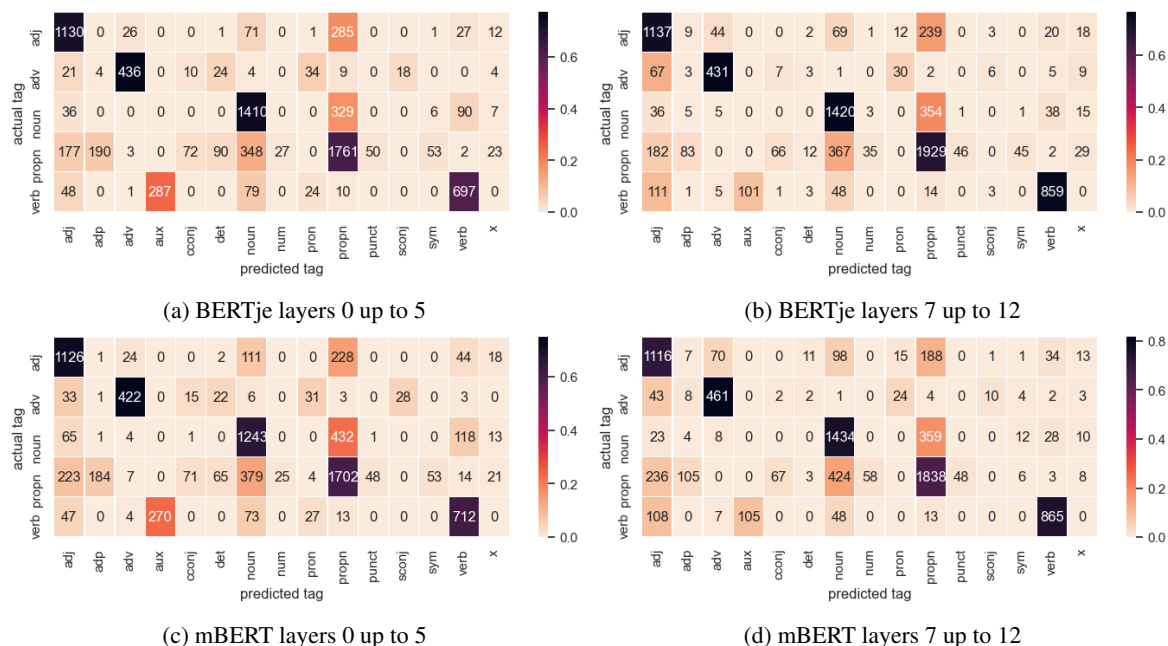 adj 1130 0 26 0 0 1 71 0 1 285 0 0 1 27 12
adv 21 4 436 0 10 24 4 0 34 9 0 18 0 0 4
noun 36 0 0 0 0 0 1410 0 0 329 0 0 6 90 7
propn 177 190 3 0 72 90 348 27 0 1761 50 0 53 2 23
verb 48 0 1 287 0 0 79 0 24 10 0 0 0 697 0
adj adp adv aux cconj det noun num pron propn punct sconj sym verb x
predicted tag
actual tag
0.6
0.4
0.2
0.0
(a) BERTje layers 0 up to 5
adj 1137 9 44 0 0 2 69 1 12 239 0 3 0 20 18
adv 67 3 431 0 7 3 1 0 30 2 0 6 0 5 9
noun 36 5 5 0 0 0 1420 3 0 354 1 0 1 38 15
propn 182 83 0 0 66 12 367 35 0 1929 46 0 45 2 29
verb 111 1 5 101 1 3 48 0 0 14 0 3 0 859 0
adj adp adv aux cconj det noun num pron propn punct sconj sym verb x
predicted tag
actual tag
0.6
0.4
0.2
0.0
(b) BERTje layers 7 up to 12
adj 1126 1 24 0 0 2 111 0 0 228 0 0 0 44 18
adv 33 1 422 0 15 22 6 0 31 3 0 28 0 3 0
noun 65 1 4 0 1 0 1243 0 0 432 1 0 0 118 13
propn 223 184 7 0 71 65 379 25 4 1702 48 0 53 14 21
verb 47 0 4 270 0 0 73 0 27 13 0 0 0 712 0
adj adp adv aux cconj det noun num pron propn punct sconj sym verb x
predicted tag
actual tag
0.6
0.4
0.2
0.0
(c) mBERT layers 0 up to 5
adj 1116 7 70 0 0 11 98 0 15 188 0 1 1 34 13
adv 43 8 461 0 2 2 1 0 24 4 0 10 4 2 3
noun 23 4 8 0 0 0 1434 0 0 359 0 0 12 28 10
propn 236 105 0 0 67 3 424 58 0 1838 48 0 6 3 8
verb 108 0 7 105 0 0 48 0 0 13 0 0 0 865 0
adj adp adv aux cconj det noun num pron propn punct sconj sym verb x
predicted tag
actual tag
0.8
0.6
0.4
0.2
0.0
(d) mBERT layers 7 up to 12